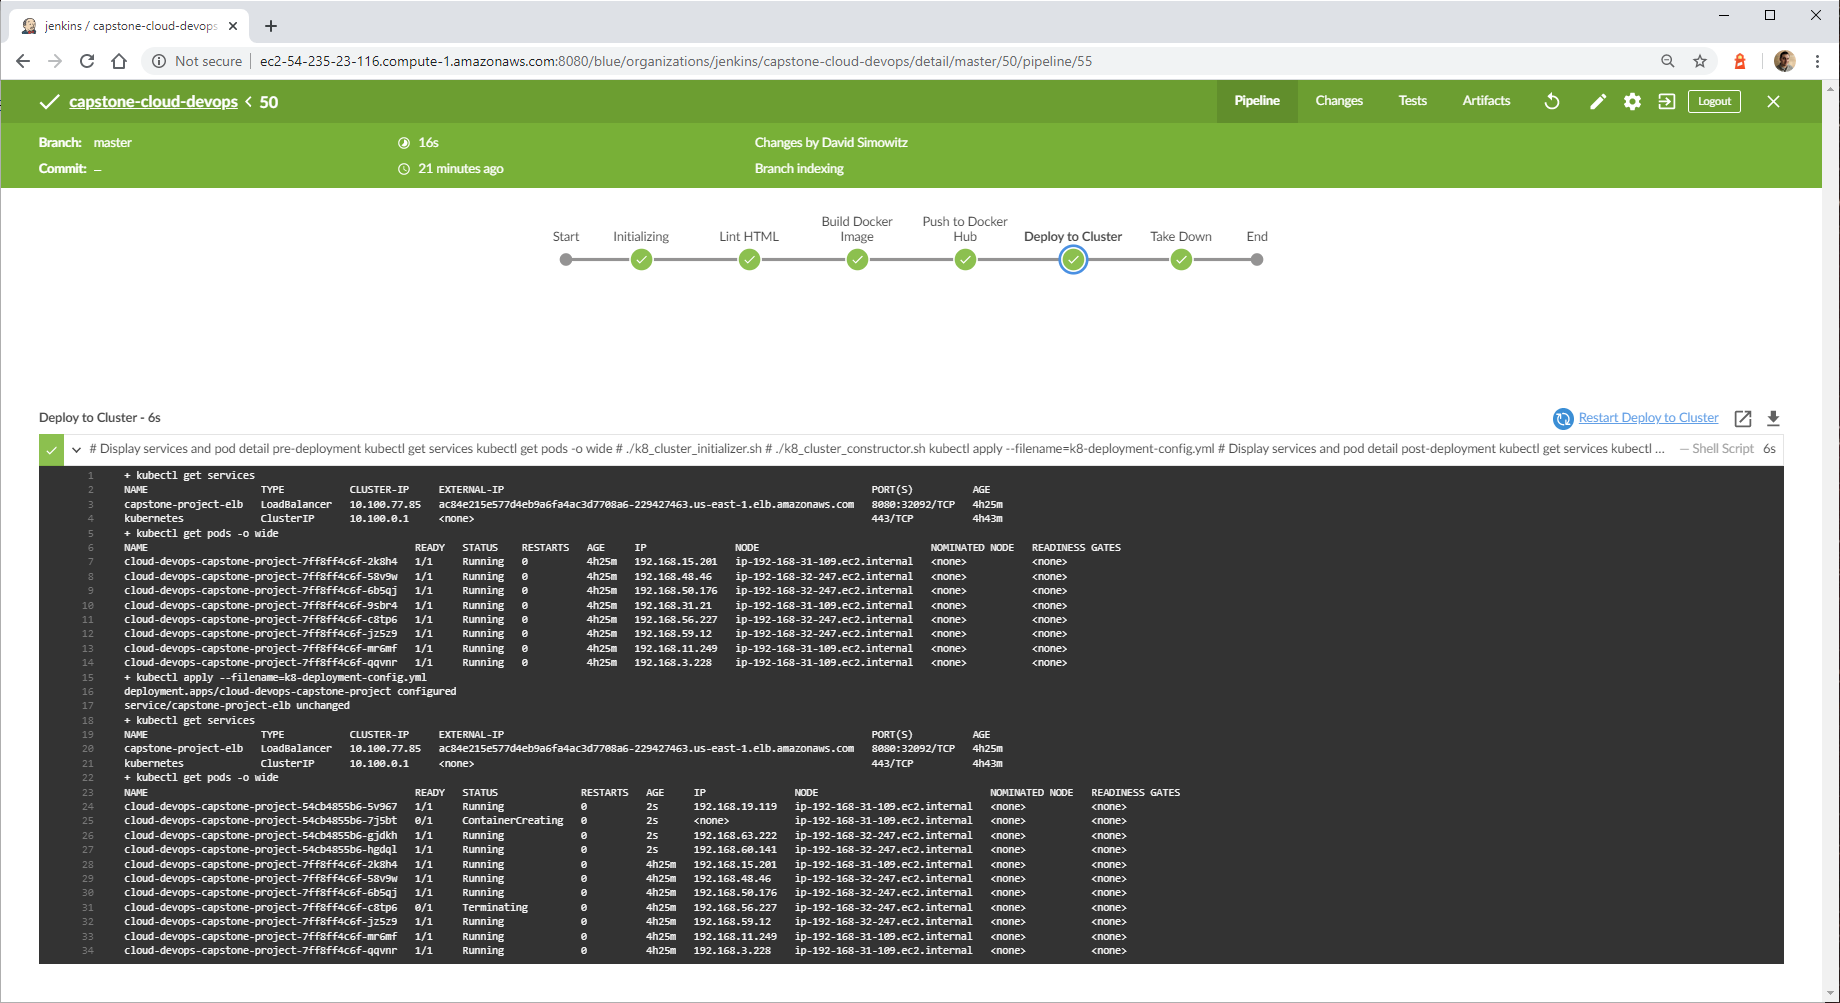 jenkins / capstone-cloud-devops
Not secure | ec2-54-235-23-116.compute-1.amazonaws.com:8080/blue/organizations/jenkins/capstone-cloud-devops/detail/master/50/pipeline/55
capstone-cloud-devops < 50 Pipeline Changes Tests Artifacts Logout
Branch: master 16s Changes by David Simowitz
Commit: – 21 minutes ago Branch indexing
Start Initializing Lint HTML Build Docker Image Push to Docker Hub Deploy to Cluster Take Down End
Deploy to Cluster - 6s Restart Deploy to Cluster
# Display services and pod detail pre-deployment kubectl get services kubectl get pods -o wide # ./k8_cluster_initializer.sh # ./k8_cluster_constructor.sh kubectl apply --filename=k8-deployment-config.yml # Display services and pod detail post-deployment kubectl get services kubectl ... — Shell Script 6s
1 + kubectl get services
2 NAME TYPE CLUSTER-IP EXTERNAL-IP PORT(S) AGE
3 capstone-project-elb LoadBalancer 10.100.77.85 ac84e215e577d4eb9a6fa4ac3d7708a6-229427463.us-east-1.elb.amazonaws.com 8080:32092/TCP 4h25m
4 kubernetes ClusterIP 10.100.0.1 <none> 443/TCP 4h43m
5 + kubectl get pods -o wide
6 NAME READY STATUS RESTARTS AGE IP NODE NOMINATED NODE READINESS GATES
7 cloud-devops-capstone-project-7ff8ff4c6f-2k8h4 1/1 Running 0 4h25m 192.168.15.201 ip-192-168-31-109.ec2.internal <none> <none>
8 cloud-devops-capstone-project-7ff8ff4c6f-58v9w 1/1 Running 0 4h25m 192.168.48.46 ip-192-168-32-247.ec2.internal <none> <none>
9 cloud-devops-capstone-project-7ff8ff4c6f-6b5qj 1/1 Running 0 4h25m 192.168.50.176 ip-192-168-32-247.ec2.internal <none> <none>
10 cloud-devops-capstone-project-7ff8ff4c6f-9sbr4 1/1 Running 0 4h25m 192.168.31.21 ip-192-168-31-109.ec2.internal <none> <none>
11 cloud-devops-capstone-project-7ff8ff4c6f-c8tp6 1/1 Running 0 4h25m 192.168.56.227 ip-192-168-32-247.ec2.internal <none> <none>
12 cloud-devops-capstone-project-7ff8ff4c6f-jz5z9 1/1 Running 0 4h25m 192.168.59.12 ip-192-168-32-247.ec2.internal <none> <none>
13 cloud-devops-capstone-project-7ff8ff4c6f-mr6mf 1/1 Running 0 4h25m 192.168.11.249 ip-192-168-31-109.ec2.internal <none> <none>
14 cloud-devops-capstone-project-7ff8ff4c6f-qqvnr 1/1 Running 0 4h25m 192.168.3.228 ip-192-168-31-109.ec2.internal <none> <none>
15 + kubectl apply --filename=k8-deployment-config.yml
16 deployment.apps/cloud-devops-capstone-project configured
17 service/capstone-project-elb unchanged
18 + kubectl get services
19 NAME TYPE CLUSTER-IP EXTERNAL-IP PORT(S) AGE
20 capstone-project-elb LoadBalancer 10.100.77.85 ac84e215e577d4eb9a6fa4ac3d7708a6-229427463.us-east-1.elb.amazonaws.com 8080:32092/TCP 4h25m
21 kubernetes ClusterIP 10.100.0.1 <none> 443/TCP 4h43m
22 + kubectl get pods -o wide
23 NAME READY STATUS RESTARTS AGE IP NODE NOMINATED NODE READINESS GATES
24 cloud-devops-capstone-project-54cb4855b6-5v967 1/1 Running 0 2s 192.168.19.119 ip-192-168-31-109.ec2.internal <none> <none>
25 cloud-devops-capstone-project-54cb4855b6-7j5bt 0/1 ContainerCreating 0 2s <none> ip-192-168-31-109.ec2.internal <none> <none>
26 cloud-devops-capstone-project-54cb4855b6-gjdkh 1/1 Running 0 2s 192.168.63.222 ip-192-168-32-247.ec2.internal <none> <none>
27 cloud-devops-capstone-project-54cb4855b6-hgdql 1/1 Running 0 2s 192.168.60.141 ip-192-168-32-247.ec2.internal <none> <none>
28 cloud-devops-capstone-project-7ff8ff4c6f-2k8h4 1/1 Running 0 4h25m 192.168.15.201 ip-192-168-31-109.ec2.internal <none> <none>
29 cloud-devops-capstone-project-7ff8ff4c6f-58v9w 1/1 Running 0 4h25m 192.168.48.46 ip-192-168-32-247.ec2.internal <none> <none>
30 cloud-devops-capstone-project-7ff8ff4c6f-6b5qj 1/1 Running 0 4h25m 192.168.50.176 ip-192-168-32-247.ec2.internal <none> <none>
31 cloud-devops-capstone-project-7ff8ff4c6f-c8tp6 0/1 Terminating 0 4h25m 192.168.56.227 ip-192-168-32-247.ec2.internal <none> <none>
32 cloud-devops-capstone-project-7ff8ff4c6f-jz5z9 1/1 Running 0 4h25m 192.168.59.12 ip-192-168-32-247.ec2.internal <none> <none>
33 cloud-devops-capstone-project-7ff8ff4c6f-mr6mf 1/1 Running 0 4h25m 192.168.11.249 ip-192-168-31-109.ec2.internal <none> <none>
34 cloud-devops-capstone-project-7ff8ff4c6f-qqvnr 1/1 Running 0 4h25m 192.168.3.228 ip-192-168-31-109.ec2.internal <none> <none>